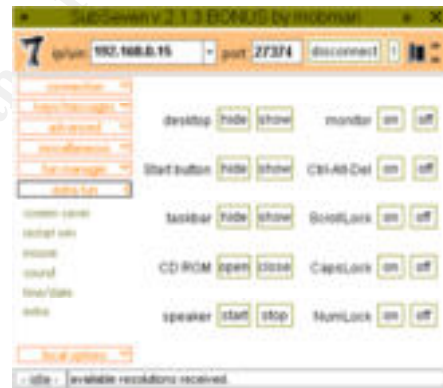 SubSeven v.2.1.3 BONUS by mobman
ip/uin: 192.168.0.15 port: 27374 disconnect
connection
keys/messages
advanced
miscellaneous
fun manager
extra fun
screen saver
restart win
mouse
sound
time/date
extra
local options
desktop hide show monitor on off
Start button hide show Ctrl-Alt-Del on off
taskbar hide show ScrollLock on off
CD ROM open close CapsLock on off
speaker start stop NumLock on off
- idle - available resolutions received.